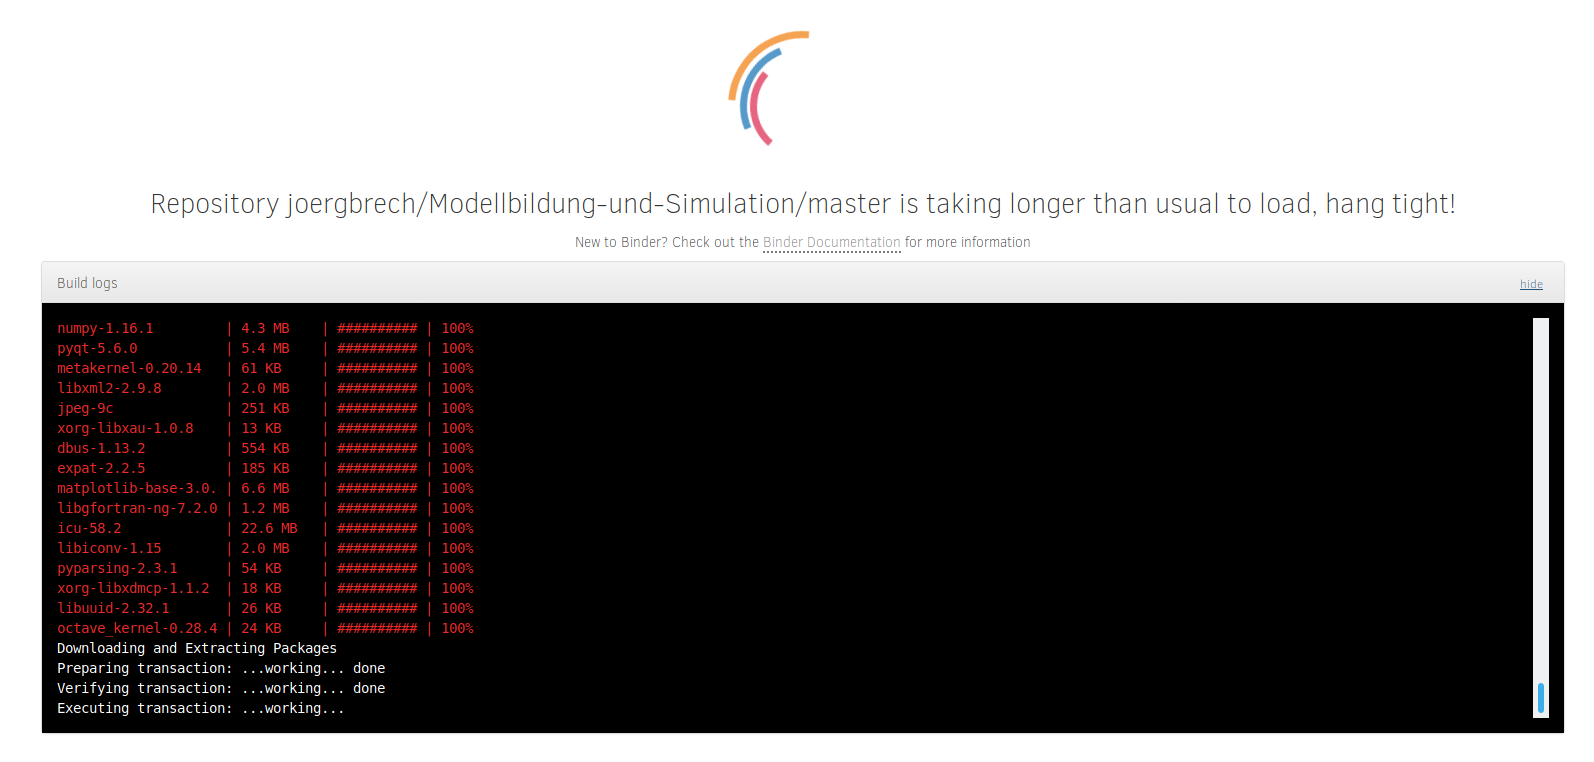 Repository joergbrech/Modellbildung-und-Simulation/master is taking longer than usual to load, hang tight!
New to Binder? Check out the Binder Documentation for more information
Build logs hide
numpy-1.16.1 | 4.3 MB | ########## | 100%
pyqt-5.6.0 | 5.4 MB | ########## | 100%
metakernel-0.20.14 | 61 KB | ########## | 100%
libxml2-2.9.8 | 2.0 MB | ########## | 100%
jpeg-9c | 251 KB | ########## | 100%
xorg-libxau-1.0.8 | 13 KB | ########## | 100%
dbus-1.13.2 | 554 KB | ########## | 100%
expat-2.2.5 | 185 KB | ########## | 100%
matplotlib-base-3.0. | 6.6 MB | ########## | 100%
libgfortran-ng-7.2.0 | 1.2 MB | ########## | 100%
icu-58.2 | 22.6 MB | ########## | 100%
libiconv-1.15 | 2.0 MB | ########## | 100%
pyparsing-2.3.1 | 54 KB | ########## | 100%
xorg-libxdmcp-1.1.2 | 18 KB | ########## | 100%
libuuid-2.32.1 | 26 KB | ########## | 100%
octave_kernel-0.28.4 | 24 KB | ########## | 100%
Downloading and Extracting Packages
Preparing transaction: ...working... done
Verifying transaction: ...working... done
Executing transaction: ...working...